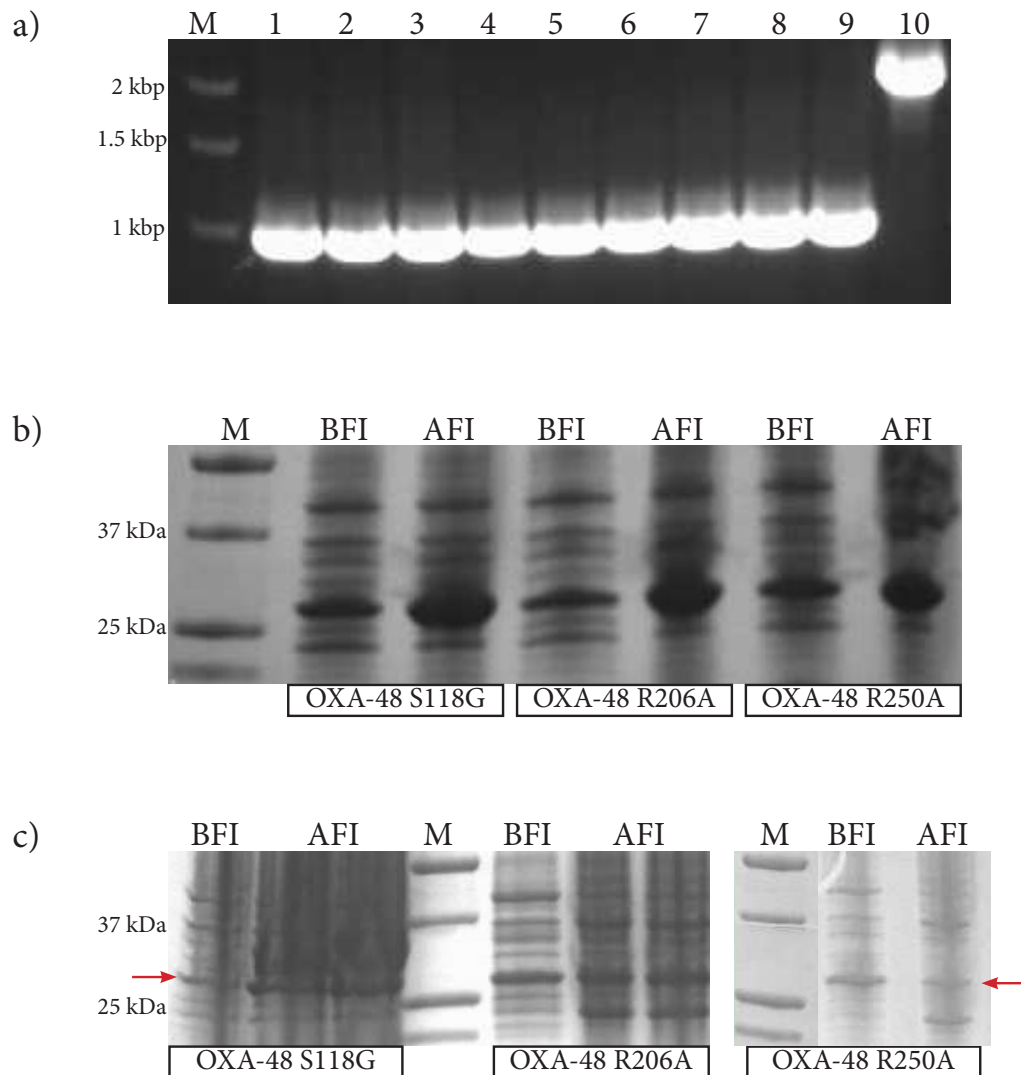 a)
M 1 2 3 4 5 6 7 8 9 10
2 kbp
1.5 kbp
1 kbp
b)
M BFI AFI BFI AFI BFI AFI
37 kDa
25 kDa
OXA-48 S118G OXA-48 R206A OXA-48 R250A
c)
BFI AFI M BFI AFI M BFI AFI
37 kDa
25 kDa
OXA-48 S118G OXA-48 R206A OXA-48 R250A